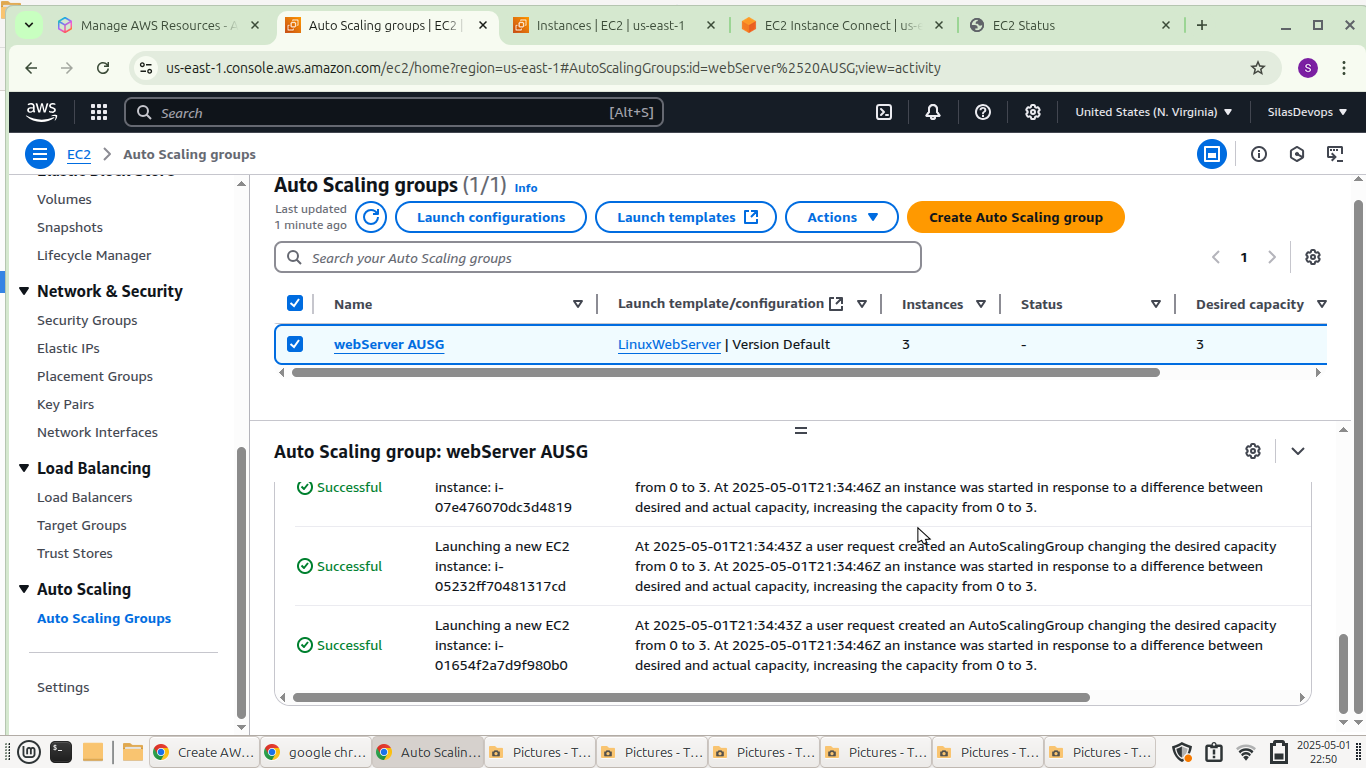 Manage AWS Resources - A
Auto Scaling groups | EC2 |
Instances | EC2 | us-east-1
EC2 Instance Connect | us-e
EC2 Status
us-east-1.console.aws.amazon.com/ec2/home?region=us-east-1#AutoScalingGroups:id=webServer%2520AUSG;view=activity
S
aws
Search
[Alt+S]
United States (N. Virginia)
SilasDevops
EC2
Auto Scaling groups
Elastic Block Store
Volumes
Snapshots
Lifecycle Manager
Network & Security
Security Groups
Elastic IPs
Placement Groups
Key Pairs
Network Interfaces
Load Balancing
Load Balancers
Target Groups
Trust Stores
Auto Scaling
Auto Scaling Groups
Settings
Auto Scaling groups (1/1) Info
Last updated
1 minute ago
Launch configurations
Launch templates
Actions
Create Auto Scaling group
Search your Auto Scaling groups
1
Name
Launch template/configuration
Instances
Status
Desired capacity
webServer AUSG
LinuxWebServer | Version Default
3
-
3
Auto Scaling group: webServer AUSG
Successful
instance: i-
07e476070dc3d4819
from 0 to 3. At 2025-05-01T21:34:46Z an instance was started in response to a difference between
desired and actual capacity, increasing the capacity from 0 to 3.
Successful
Launching a new EC2
instance: i-
05232ff70481317cd
At 2025-05-01T21:34:43Z a user request created an AutoScalingGroup changing the desired capacity
from 0 to 3. At 2025-05-01T21:34:46Z an instance was started in response to a difference between
desired and actual capacity, increasing the capacity from 0 to 3.
Successful
Launching a new EC2
instance: i-
01654f2a7d9f980b0
At 2025-05-01T21:34:43Z a user request created an AutoScalingGroup changing the desired capacity
from 0 to 3. At 2025-05-01T21:34:46Z an instance was started in response to a difference between
desired and actual capacity, increasing the capacity from 0 to 3.
Create AW...
google chr...
Auto Scalin...
Pictures - T...
Pictures - T...
Pictures - T...
Pictures - T...
Pictures - T...
Pictures - T...
2025-05-01
22:50